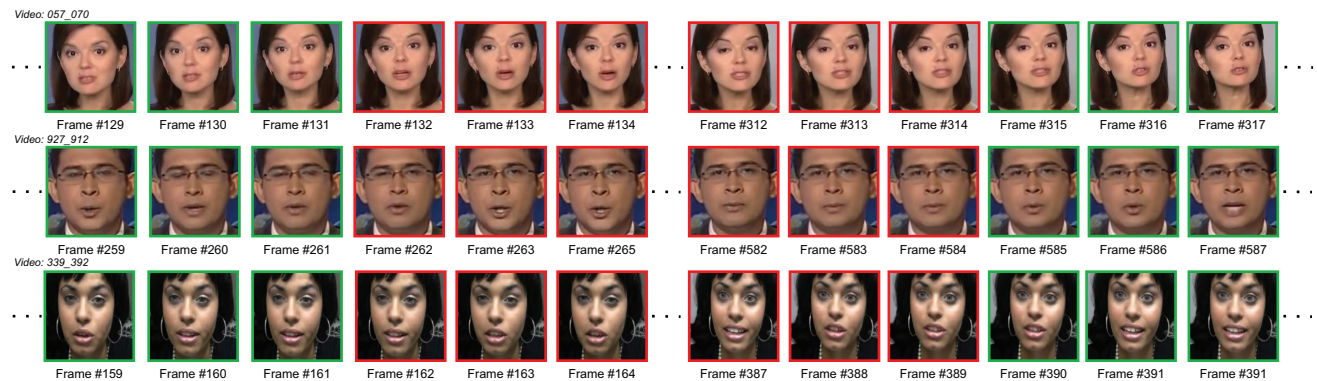 Video: 057_070
Frame #129 Frame #130 Frame #131 Frame #132 Frame #133 Frame #134 Frame #312 Frame #313 Frame #314 Frame #315 Frame #316 Frame #317
Video: 927_912
Frame #259 Frame #260 Frame #261 Frame #262 Frame #263 Frame #265 Frame #582 Frame #583 Frame #584 Frame #585 Frame #586 Frame #587
Video: 339_392
Frame #159 Frame #160 Frame #161 Frame #162 Frame #163 Frame #164 Frame #387 Frame #388 Frame #389 Frame #390 Frame #391 Frame #391